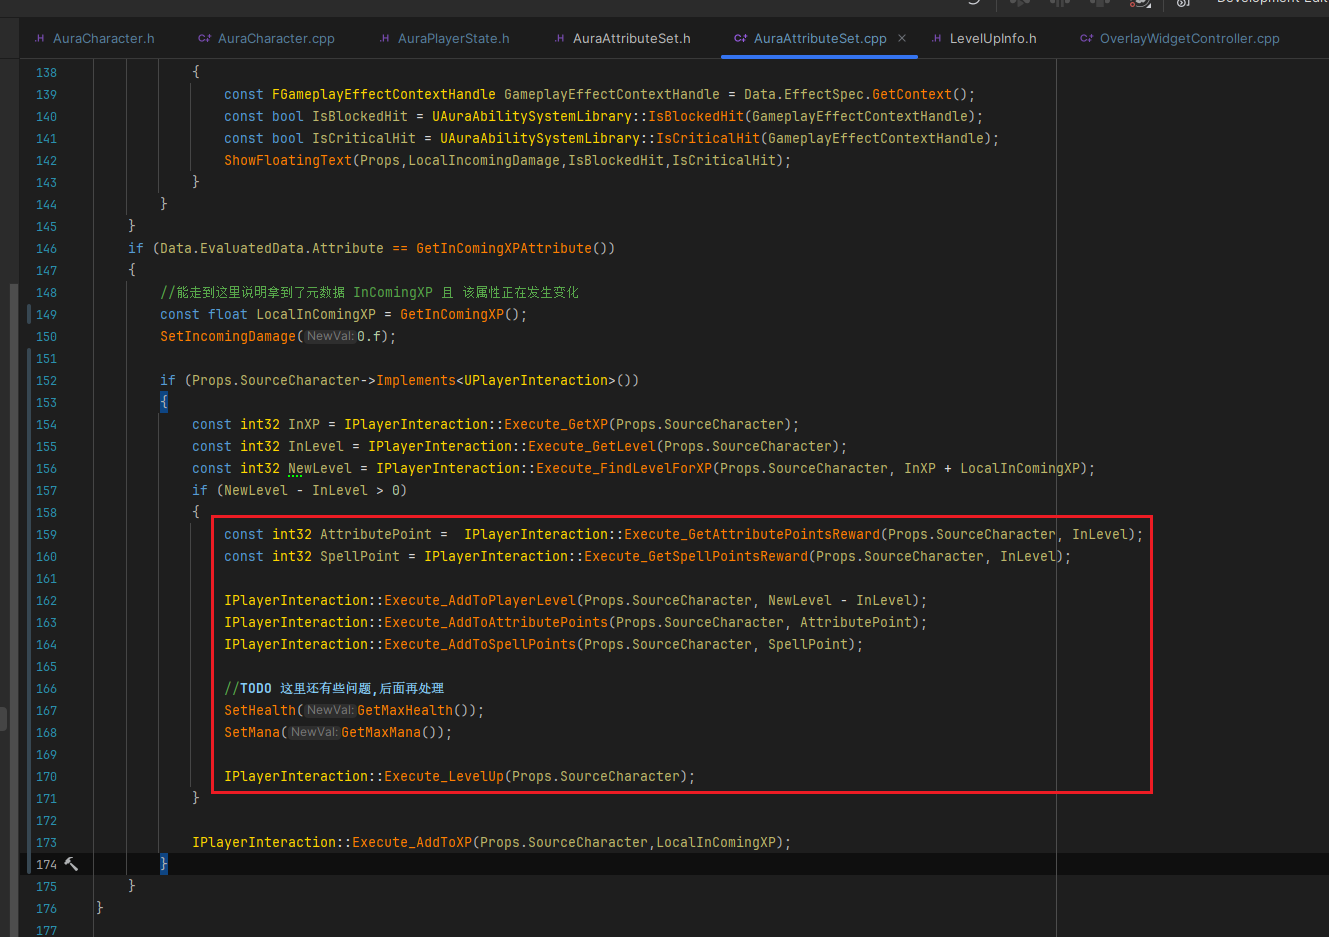 Development Edit
AuraCharacter.h
AuraCharacter.cpp
AuraPlayerState.h
AuraAttributeSet.h
AuraAttributeSet.cpp
LevelUpInfo.h
OverlayWidgetController.cpp
138 {
139 const FGameplayEffectContextHandle GameplayEffectContextHandle = Data.EffectSpec.GetContext();
140 const bool IsBlockedHit = UAuraAbilitySystemLibrary::IsBlockedHit(GameplayEffectContextHandle);
141 const bool IsCriticalHit = UAuraAbilitySystemLibrary::IsCriticalHit(GameplayEffectContextHandle);
142 ShowFloatingText(Props,LocalIncomingDamage,IsBlockedHit,IsCriticalHit);
143 }
144 }
145 }
146 if (Data.EvaluatedData.Attribute == GetInComingXPAttribute())
147 {
148 //能走到这里说明拿到了元数据 InComingXP 且 该属性正在发生变化
149 const float LocalInComingXP = GetInComingXP();
150 SetIncomingDamage(NewVal:0.f);
151
152 if (Props.SourceCharacter->Implements<UPlayerInteraction>())
153 {
154 const int32 InXP = IPlayerInteraction::Execute_GetXP(Props.SourceCharacter);
155 const int32 InLevel = IPlayerInteraction::Execute_GetLevel(Props.SourceCharacter);
156 const int32 NewLevel = IPlayerInteraction::Execute_FindLevelForXP(Props.SourceCharacter, InXP + LocalInComingXP);
157 if (NewLevel - InLevel > 0)
158 {
159 const int32 AttributePoint =  IPlayerInteraction::Execute_GetAttributePointsReward(Props.SourceCharacter, InLevel);
160 const int32 SpellPoint = IPlayerInteraction::Execute_GetSpellPointsReward(Props.SourceCharacter, InLevel);
161
162 IPlayerInteraction::Execute_AddToPlayerLevel(Props.SourceCharacter, NewLevel - InLevel);
163 IPlayerInteraction::Execute_AddToAttributePoints(Props.SourceCharacter, AttributePoint);
164 IPlayerInteraction::Execute_AddToSpellPoints(Props.SourceCharacter, SpellPoint);
165
166 //TODO 这里还有些问题,后面再处理
167 SetHealth(NewVal:GetMaxHealth());
168 SetMana(NewVal:GetMaxMana());
169
170 IPlayerInteraction::Execute_LevelUp(Props.SourceCharacter);
171 }
172
173 IPlayerInteraction::Execute_AddToXP(Props.SourceCharacter,LocalInComingXP);
174 }
175 }
176 }
177